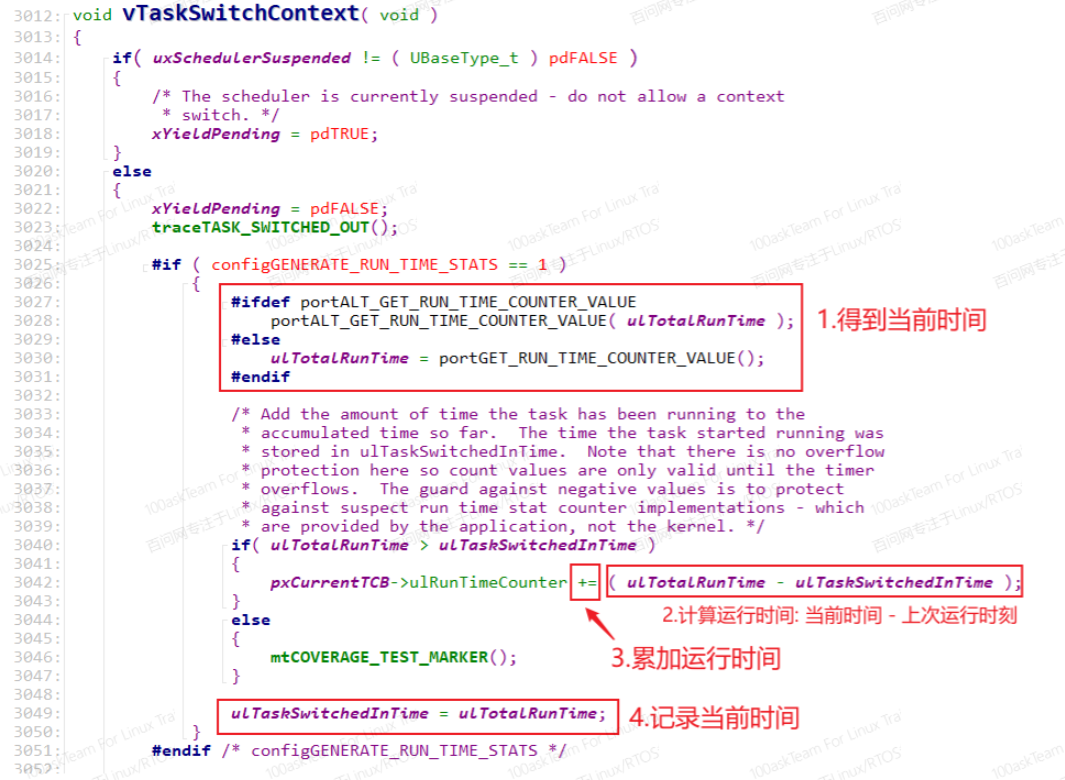 3012: void vTaskSwitchContext( void )
3013: {
3014: if( uxSchedulerSuspended != ( UBaseType_t ) pdFALSE )
3015: {
3016: /* The scheduler is currently suspended - do not allow a context
3017: * switch. */
3018: xYieldPending = pdTRUE;
3019: }
3020: else
3021: {
3022: xYieldPending = pdFALSE;
3023: traceTASK_SWITCHED_OUT();
3024:
3025: #if ( configGENERATE_RUN_TIME_STATS == 1 )
3026: {
3027: #ifdef portALT_GET_RUN_TIME_COUNTER_VALUE
3028: portALT_GET_RUN_TIME_COUNTER_VALUE( ulTotalRunTime );
1.得到当前时间
3029: #else
3030: ulTotalRunTime = portGET_RUN_TIME_COUNTER_VALUE();
3031: #endif
3032:
3033: /* Add the amount of time the task has been running to the
3034: * accumulated time so far. The time the task started running was
3035: * stored in ulTaskSwitchedInTime. Note that there is no overflow
3036: * protection here so count values are only valid until the timer
3037: * overflows. The guard against negative values is to protect
3038: * against suspect run time stat counter implementations - which
3039: * are provided by the application, not the kernel. */
3040: if( ulTotalRunTime > ulTaskSwitchedInTime )
3041: {
3042: pxCurrentTCB->ulRunTimeCounter += ( ulTotalRunTime - ulTaskSwitchedInTime );
3043: }
2.计算运行时间: 当前时间 - 上次运行时刻
3044: else
3045: {
3046: mtCOVERAGE_TEST_MARKER();
3.累加运行时间
3047: }
3048:
3049: ulTaskSwitchedInTime = ulTotalRunTime;
4.记录当前时间
3050: }
3051: #endif /* configGENERATE_RUN_TIME_STATS */
3052:
100askTeam For Linux Tra
百问网专注于Linux/RTOS